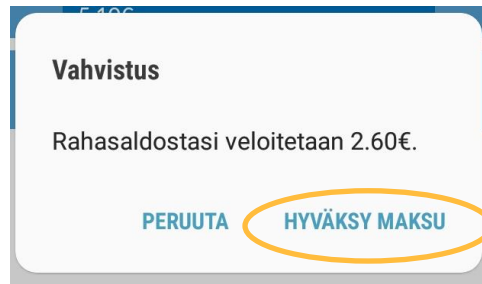 Vahvistus
Rahasaldostasi veloitetaan 2.60€.
PERUUTA HYVÄKSY MAKSU